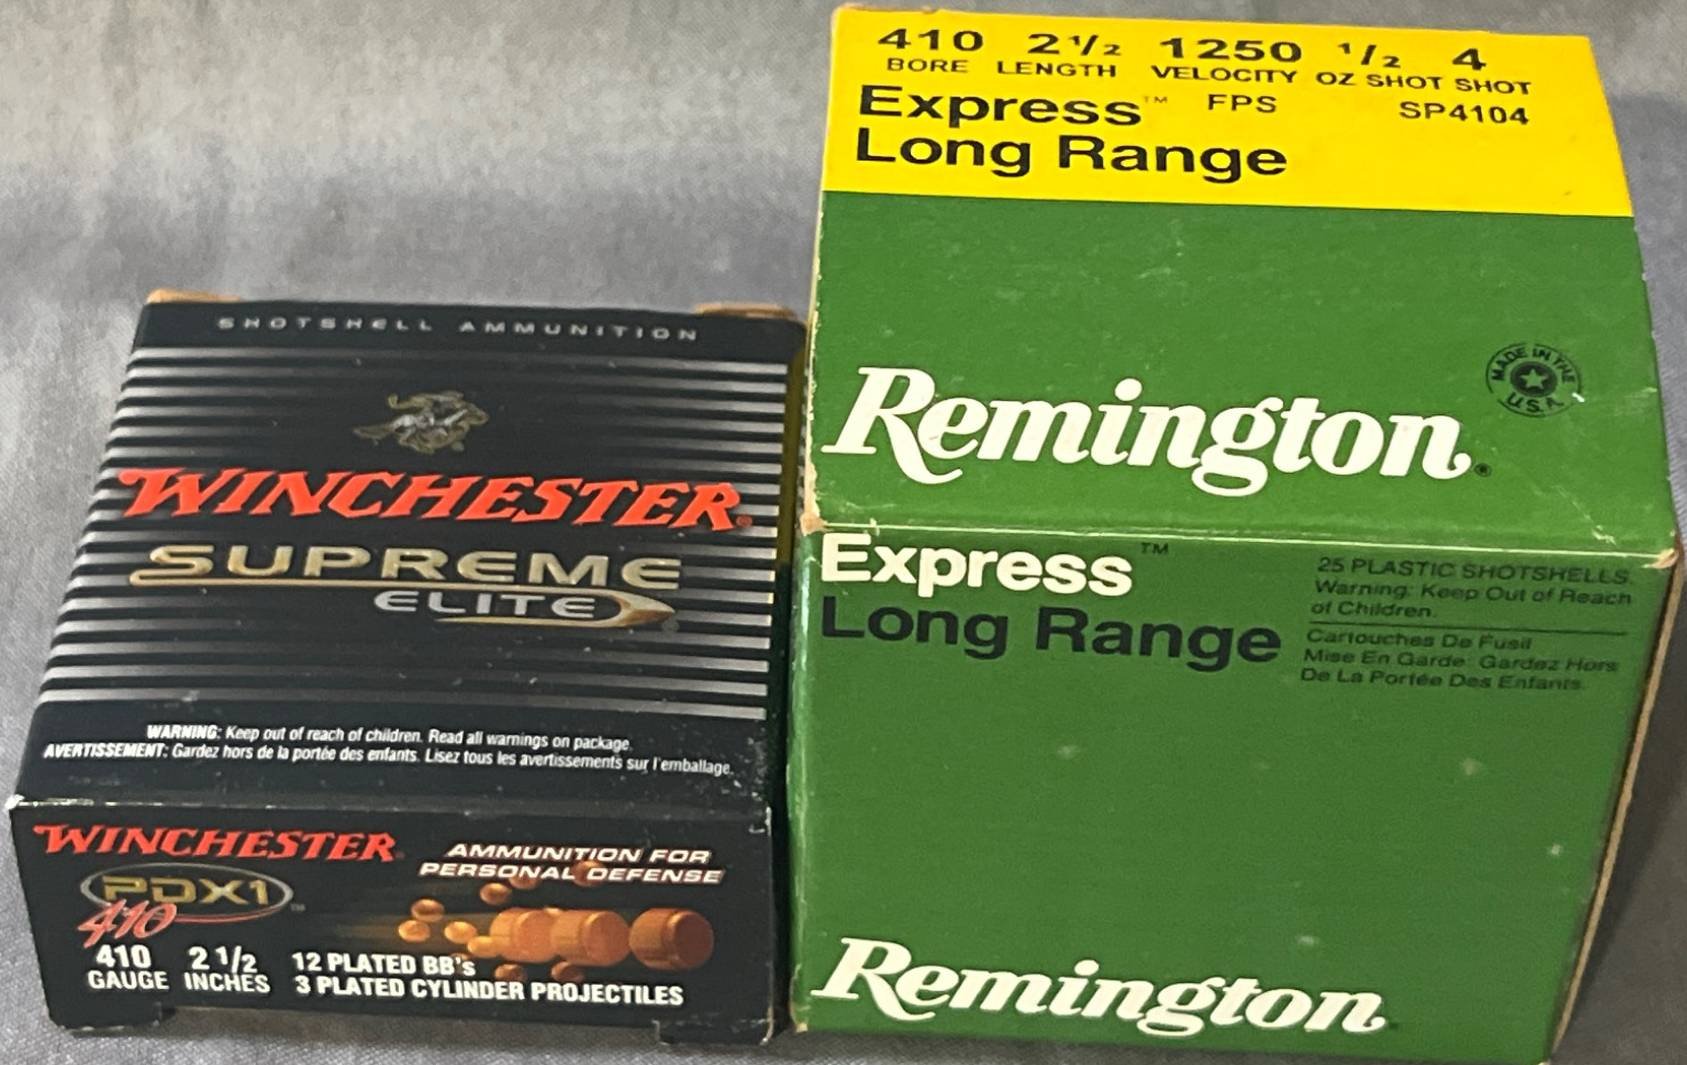 SHOTSHELL AMMUNITION
WINCHESTER®
SUPREME
ELITE
WARNING: Keep out of reach of children. Read all warnings on package.
AVERTISSEMENT: Gardez hors de la portée des enfants. Lisez tous les avertissements sur l'emballage.
WINCHESTER
PDX1™
410
AMMUNITION FOR
PERSONAL DEFENSE
410 2 1/2
GAUGE INCHES
12 PLATED BB's
3 PLATED CYLINDER PROJECTILES
410 2 1/2 1250 1/2 4
BORE LENGTH VELOCITY OZ SHOT SHOT
FPS SP4104
Express™
Long Range
MADE IN THE
U.S.A.
Remington®
Express™
Long Range
25 PLASTIC SHOTSHELLS.
Warning: Keep Out of Reach
of Children.
Cartouches De Fusil
Mise En Garde: Gardez Hors
De La Portée Des Enfants.
Remington